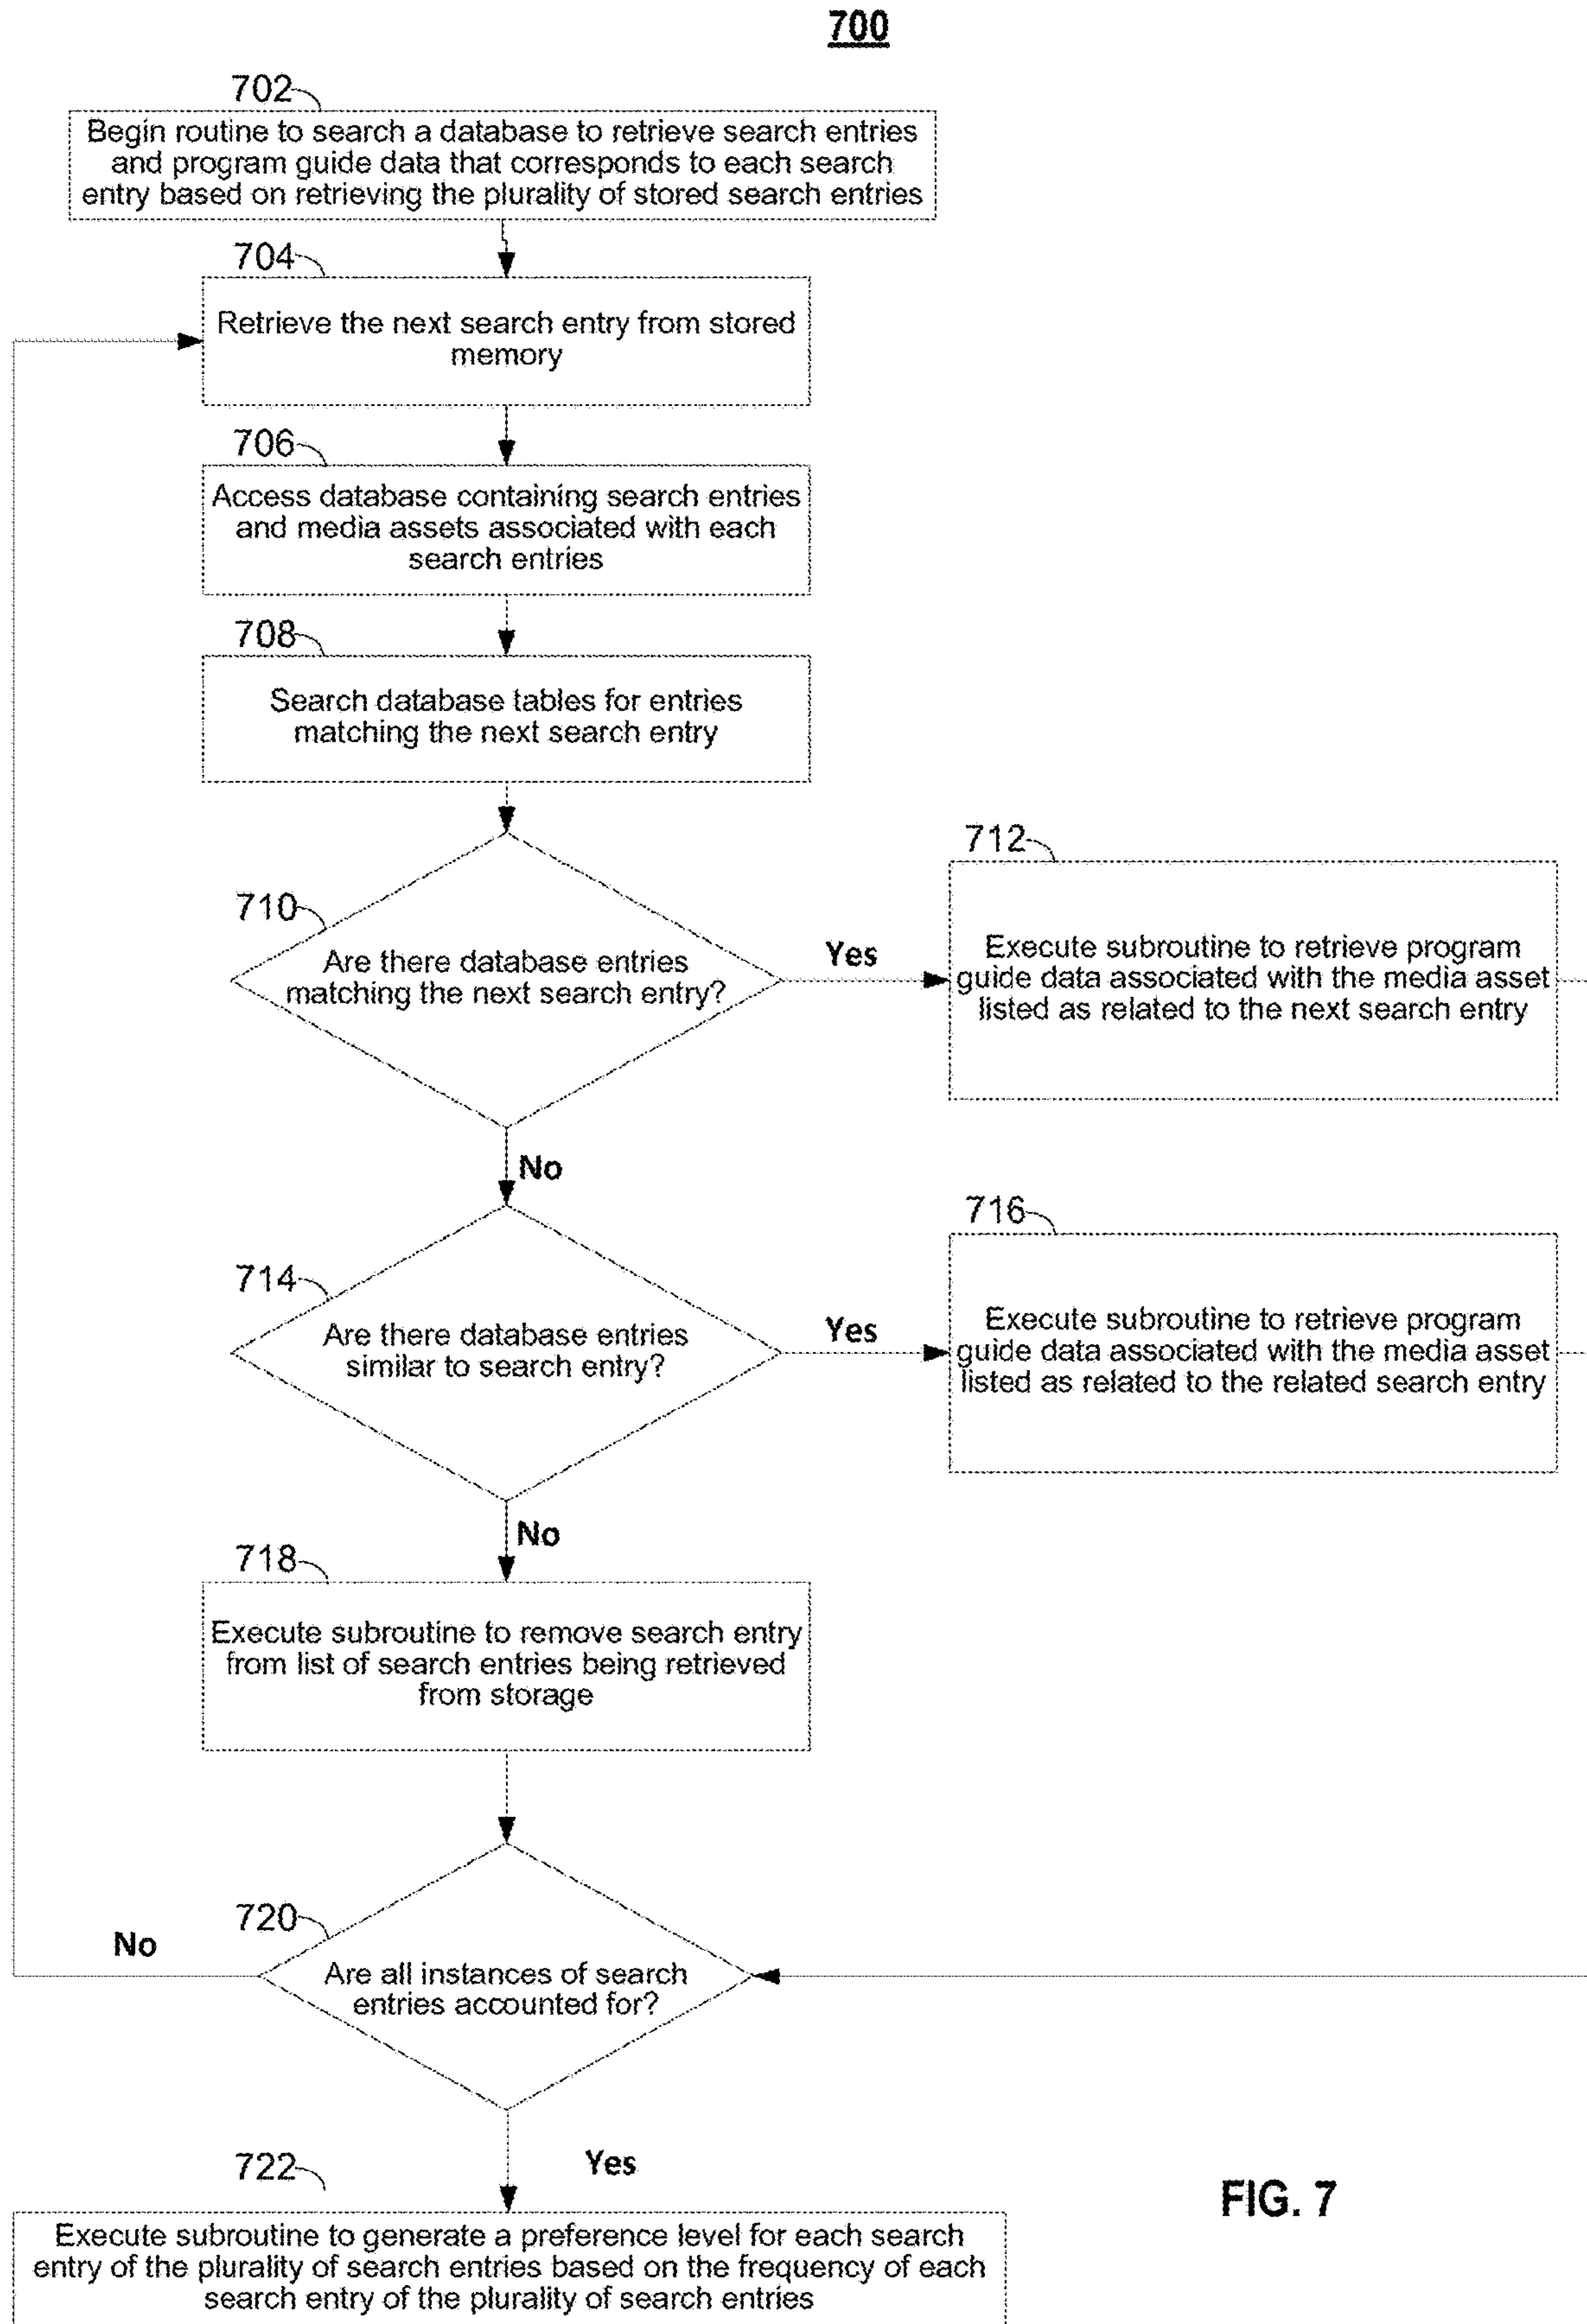 700
702
Begin routine to search a database to retrieve search entries
and program guide data that corresponds to each search
entry based on retrieving the plurality of stored search entries
704
Retrieve the next search entry from stored
memory
706
Access database containing search entries
and media assets associated with each
search entries
708
Search database tables for entries
matching the next search entry
710
Are there database entries
matching the next search entry?
Yes
712
Execute subroutine to retrieve program
guide data associated with the media asset
listed as related to the next search entry
No
714
Are there database entries
similar to search entry?
Yes
716
Execute subroutine to retrieve program
guide data associated with the media asset
listed as related to the related search entry
No
718
Execute subroutine to remove search entry
from list of search entries being retrieved
from storage
720
Are all instances of search
entries accounted for?
No
Yes
722
Execute subroutine to generate a preference level for each search
entry of the plurality of search entries based on the frequency of each
search entry of the plurality of search entries
FIG. 7